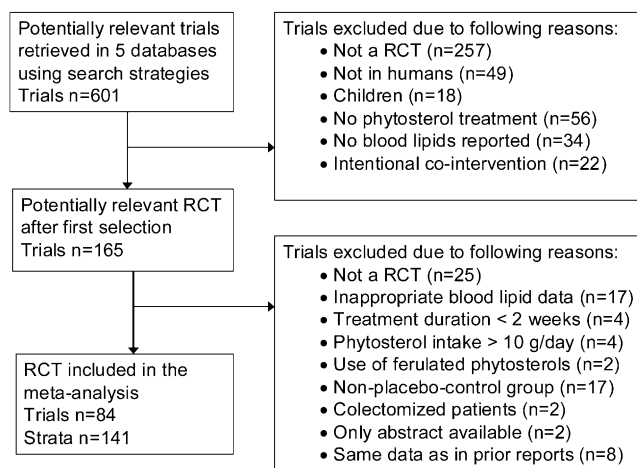 Potentially relevant trials
retrieved in 5 databases
using search strategies
Trials n=601
Trials excluded due to following reasons:
• Not a RCT (n=257)
• Not in humans (n=49)
• Children (n=18)
• No phytosterol treatment (n=56)
• No blood lipids reported (n=34)
• Intentional co-intervention (n=22)
Potentially relevant RCT
after first selection
Trials n=165
Trials excluded due to following reasons:
• Not a RCT (n=25)
• Inappropriate blood lipid data (n=17)
• Treatment duration < 2 weeks (n=4)
• Phytosterol intake > 10 g/day (n=4)
• Use of ferulated phytosterols (n=2)
• Non-placebo-control group (n=17)
• Colectomized patients (n=2)
• Only abstract available (n=2)
• Same data as in prior reports (n=8)
RCT included in the
meta-analysis
Trials n=84
Strata n=141